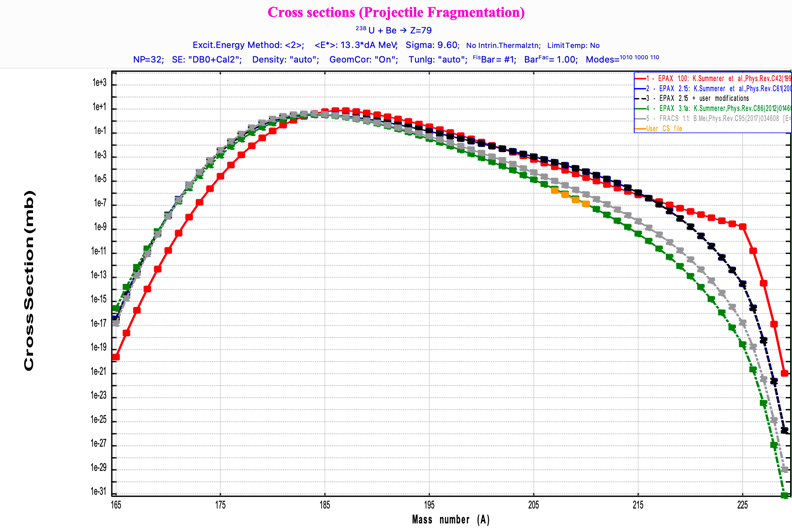 Cross sections (Projectile Fragmentation)
238 U + Be → Z=79
Excit.Energy Method: <2>; <E*>: 13.3*dA MeV; Sigma: 9.60; No Intrin.Thermalztn; LimitTemp: No
NP=32; SE: "DB0+Cal2"; Density: "auto"; GeomCor: "On"; Tunlg: "auto"; FisBar= #1; BarFac= 1.00; Modes=1010 1000 110
1 - EPAX 1.00: K.Summerer et al.,Phys.Rev.C42(199
2 - EPAX 2.15: K.Summerer et al.,Phys.Rev.C61(200
3 - EPAX 2.15 + user modifications
4 - EPAX 3.1a: K.Summerer,Phys.Rev.C86(2012)0146
5 - FRACS 1.1: B.Mei,Phys.Rev.C95(2017)034608 [E+
User CS file
Cross Section (mb)
1e+3
1e+1
1e-1
1e-3
1e-5
1e-7
1e-9
1e-11
1e-13
1e-15
1e-17
1e-19
1e-21
1e-23
1e-25
1e-27
1e-29
1e-31
165 175 185 195 205 215 225
Mass number (A)